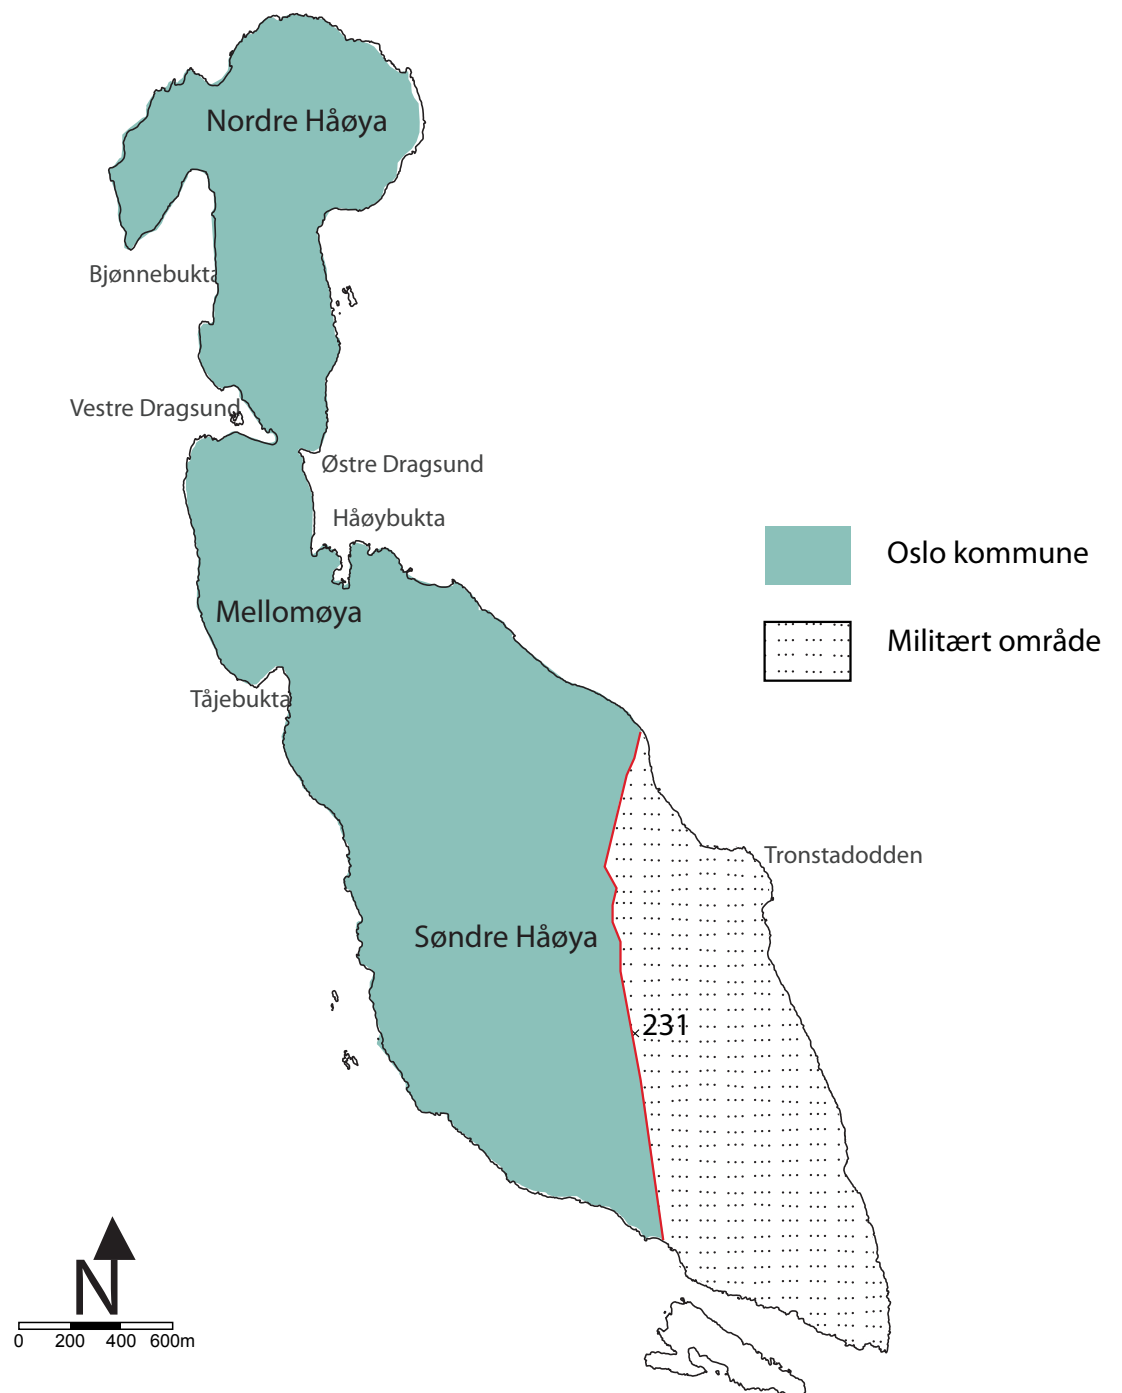 Nordre Håøya
Bjønnebukta
Vestre Dragsund
Østre Dragsund
Håøybukta
Oslo kommune
Mellomøya
Militært område
Tåjebukta
Tronstadodden
Søndre Håøya
231
N
0 200 400 600m